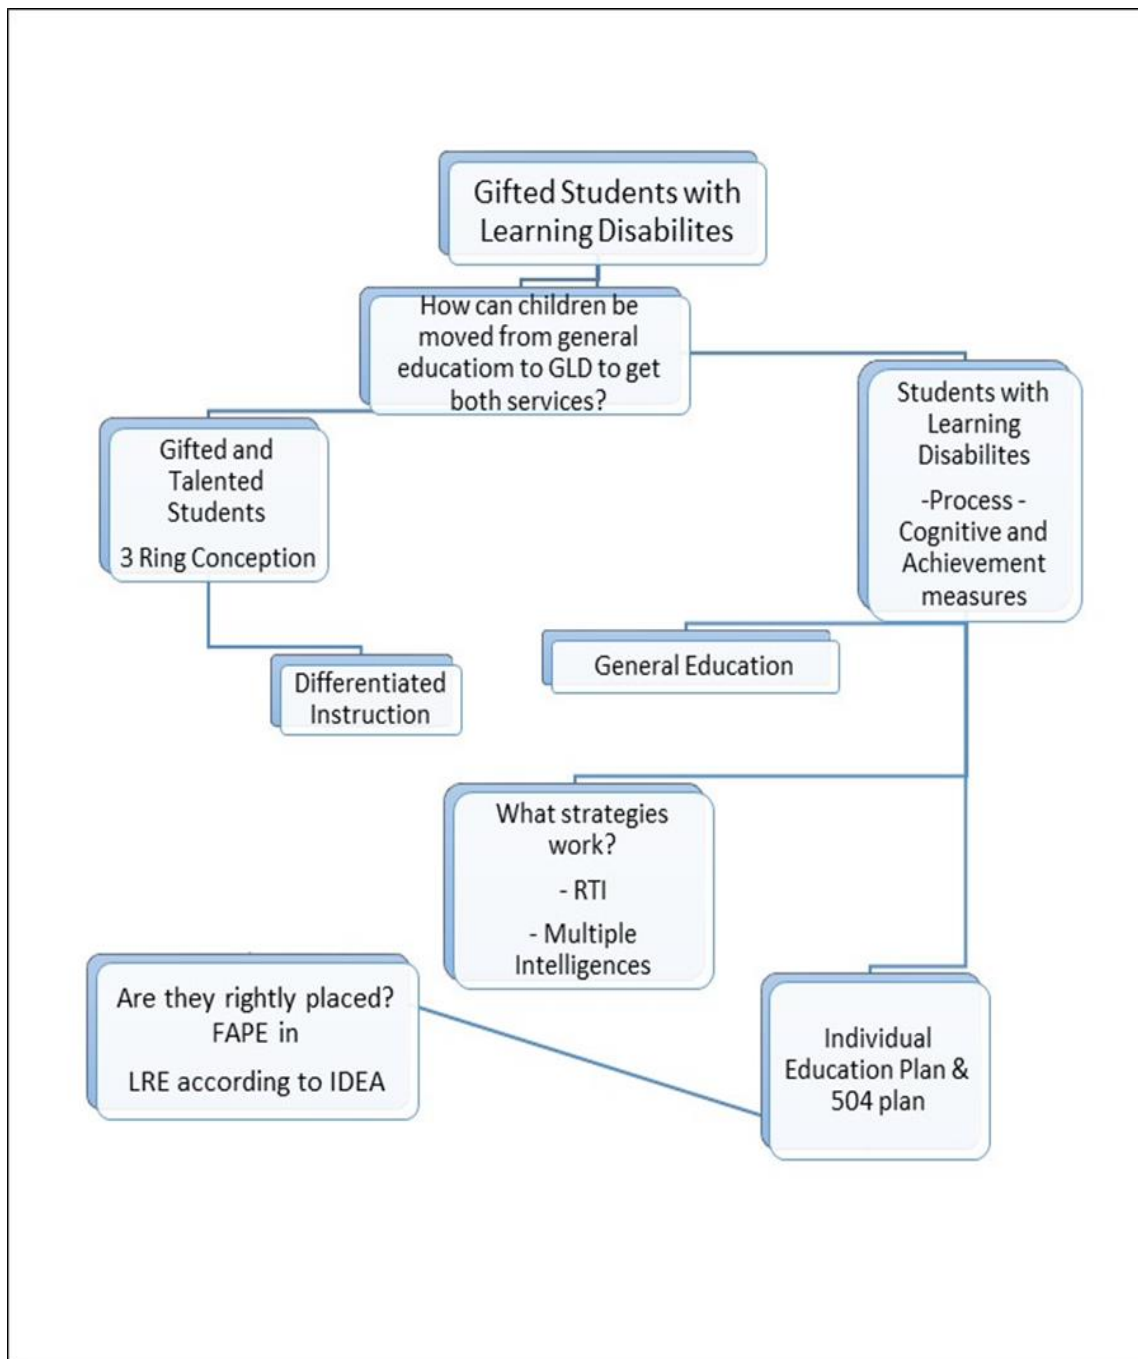 Gifted Students with
Learning Disabilites
How can children be
moved from general
educatiom to GLD to get
both services?
Gifted and
Talented
Students
3 Ring Conception
Students with
Learning
Disabilites
-Process -
Cognitive and
Achievement
measures
General Education
Differentiated
Instruction
What strategies
work?
- RTI
- Multiple
Intelligences
Are they rightly placed?
FAPE in
LRE according to IDEA
Individual
Education Plan &
504 plan